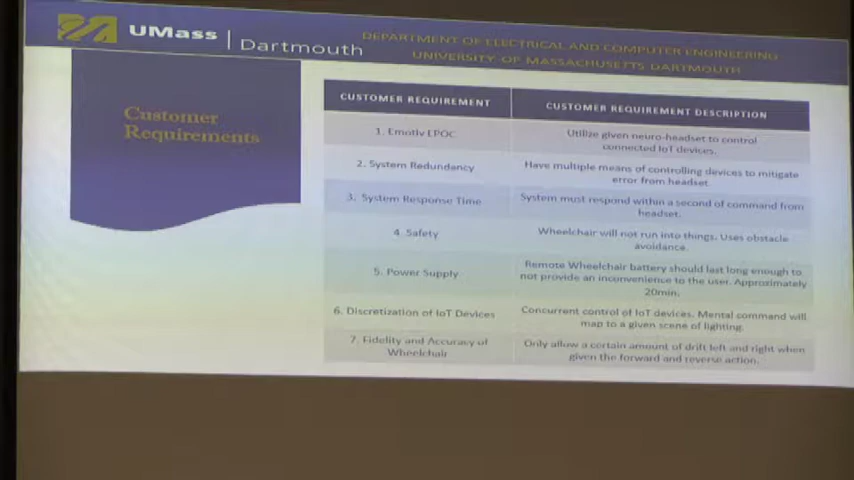 UMass | Dartmouth
DEPARTMENT OF ELECTRICAL AND COMPUTER ENGINEERING
UNIVERSITY OF MASSACHUSETTS DARTMOUTH
Customer
Requirements
CUSTOMER REQUIREMENT
CUSTOMER REQUIREMENT DESCRIPTION
1. Emotiv EPOC
Utilize given neuro-headset to control
connected IoT devices.
2. System Redundancy
Have multiple means of controlling devices to mitigate
error from headset
3. System Response Time
System must respond within a second of command from
headset.
4. Safety
Wheelchair will not run into things. Uses obstacle
avoidance.
5. Power Supply
Remote Wheelchair battery should last long enough to
not provide an inconvenience to the user. Approximately
20min.
6. Discretization of IoT Devices
Concurrent control of IoT devices. Mental command will
map to a given scene of lighting.
7. Fidelity and Accuracy of
Wheelchair
Only allow a certain amount of drift left and right when
given the forward and reverse action.